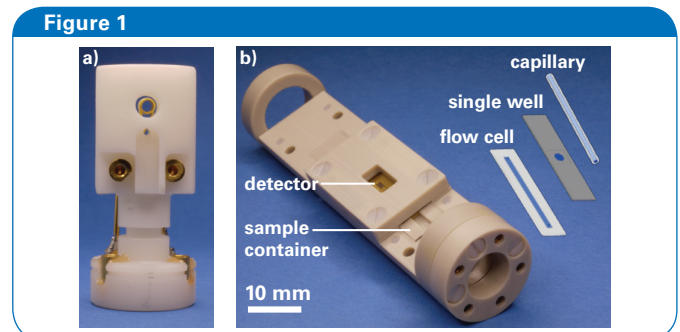 Figure 1
a)
b)
capillary
single well
flow cell
detector
sample
container
10 mm